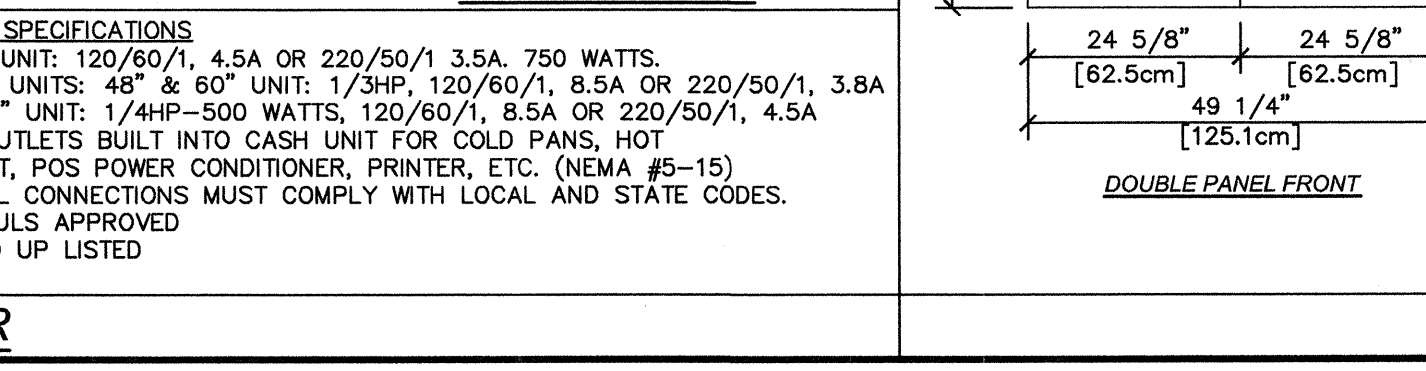 SPECIFICATIONS
UNIT: 120/60/1, 4.5A OR 220/50/1 3.5A. 750 WATTS.
UNITS: 48" & 60" UNIT: 1/3HP, 120/60/1, 8.5A OR 220/50/1, 3.8A
" UNIT: 1/4HP-500 WATTS, 120/60/1, 8.5A OR 220/50/1, 4.5A
UTLETS BUILT INTO CASH UNIT FOR COLD PANS, HOT
T, POS POWER CONDITIONER, PRINTER, ETC. (NEMA #5-15)
L CONNECTIONS MUST COMPLY WITH LOCAL AND STATE CODES.
ULS APPROVED
UP LISTED
R
24 5/8" 24 5/8"
[62.5cm] [62.5cm]
49 1/4"
[125.1cm]
DOUBLE PANEL FRONT